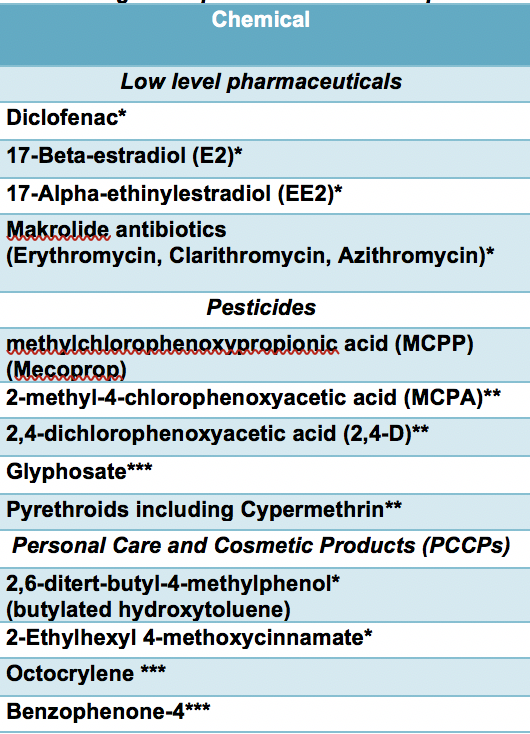 Chemical
Low level pharmaceuticals
Diclofenac*
17-Beta-estradiol (E2)*
17-Alpha-ethinylestradiol (EE2)*
Makrolide antibiotics
(Erythromycin, Clarithromycin, Azithromycin)*
Pesticides
methylchlorophenoxypropionic acid (MCPP)
(Mecoprop)
2-methyl-4-chlorophenoxyacetic acid (MCPA)**
2,4-dichlorophenoxyacetic acid (2,4-D)**
Glyphosate***
Pyrethroids including Cypermethrin**
Personal Care and Cosmetic Products (PCCPs)
2,6-ditert-butyl-4-methylphenol*
(butylated hydroxytoluene)
2-Ethylhexyl 4-methoxycinnamate*
Octocrylene ***
Benzophenone-4***